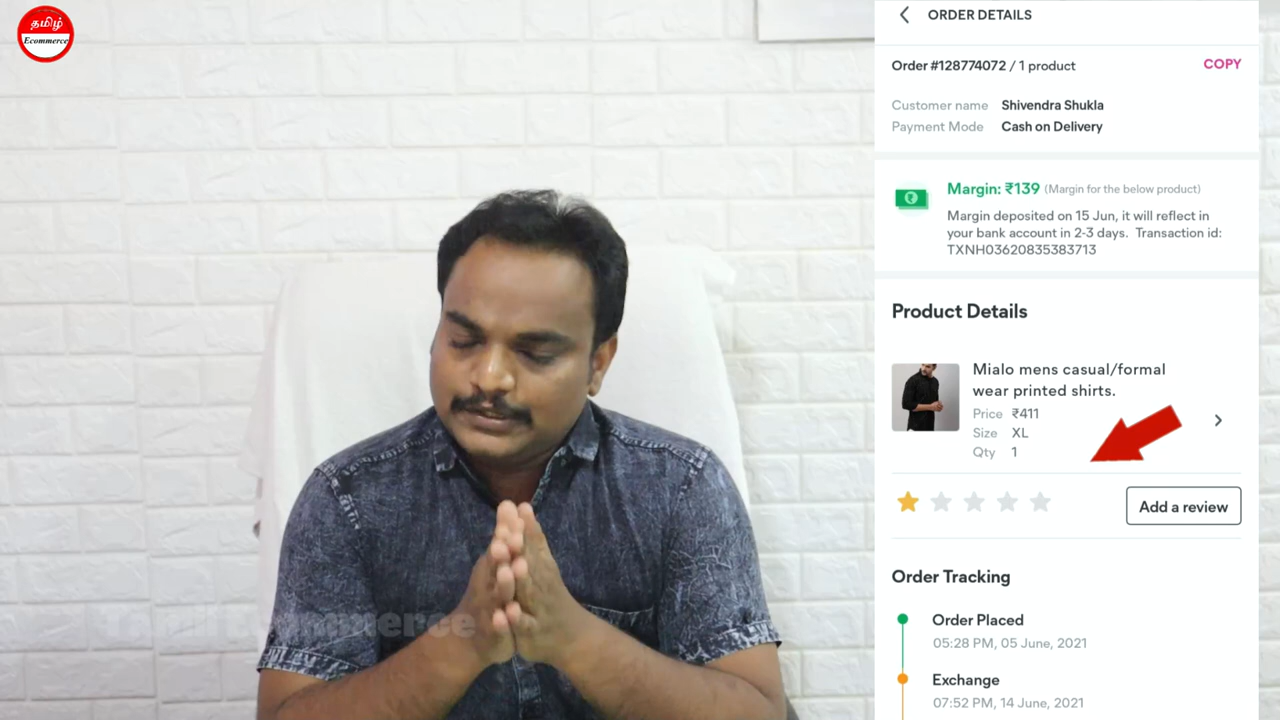 தமிழ்
Ecommerce
ORDER DETAILS
Order #128774072 / 1 product
COPY
Customer name Shivendra Shukla
Payment Mode Cash on Delivery
Margin: ₹139 (Margin for the below product)
Margin deposited on 15 Jun, it will reflect in
your bank account in 2-3 days. Transaction id:
TXNH03620835383713
Product Details
Mialo mens casual/formal
wear printed shirts.
Price ₹411
Size XL
Qty 1
Add a review
Order Tracking
Order Placed
05:28 PM, 05 June, 2021
Exchange
07:52 PM, 14 June, 2021
Tamil Ecommerce